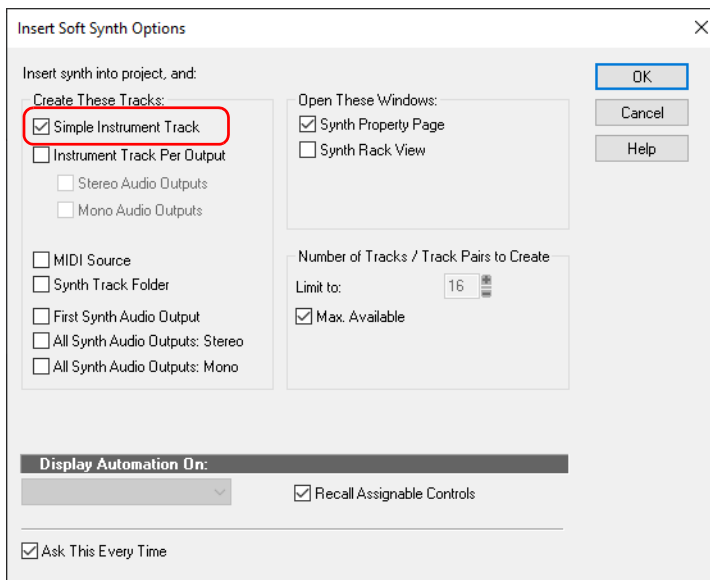 Insert Soft Synth Options
Insert synth into project, and:
Create These Tracks:
Simple Instrument Track
Instrument Track Per Output
Stereo Audio Outputs
Mono Audio Outputs
MIDI Source
Synth Track Folder
First Synth Audio Output
All Synth Audio Outputs: Stereo
All Synth Audio Outputs: Mono
Open These Windows:
Synth Property Page
Synth Rack View
Number of Tracks / Track Pairs to Create
Limit to: 16
Max. Available
OK
Cancel
Help
Display Automation On:
Recall Assignable Controls
Ask This Every Time